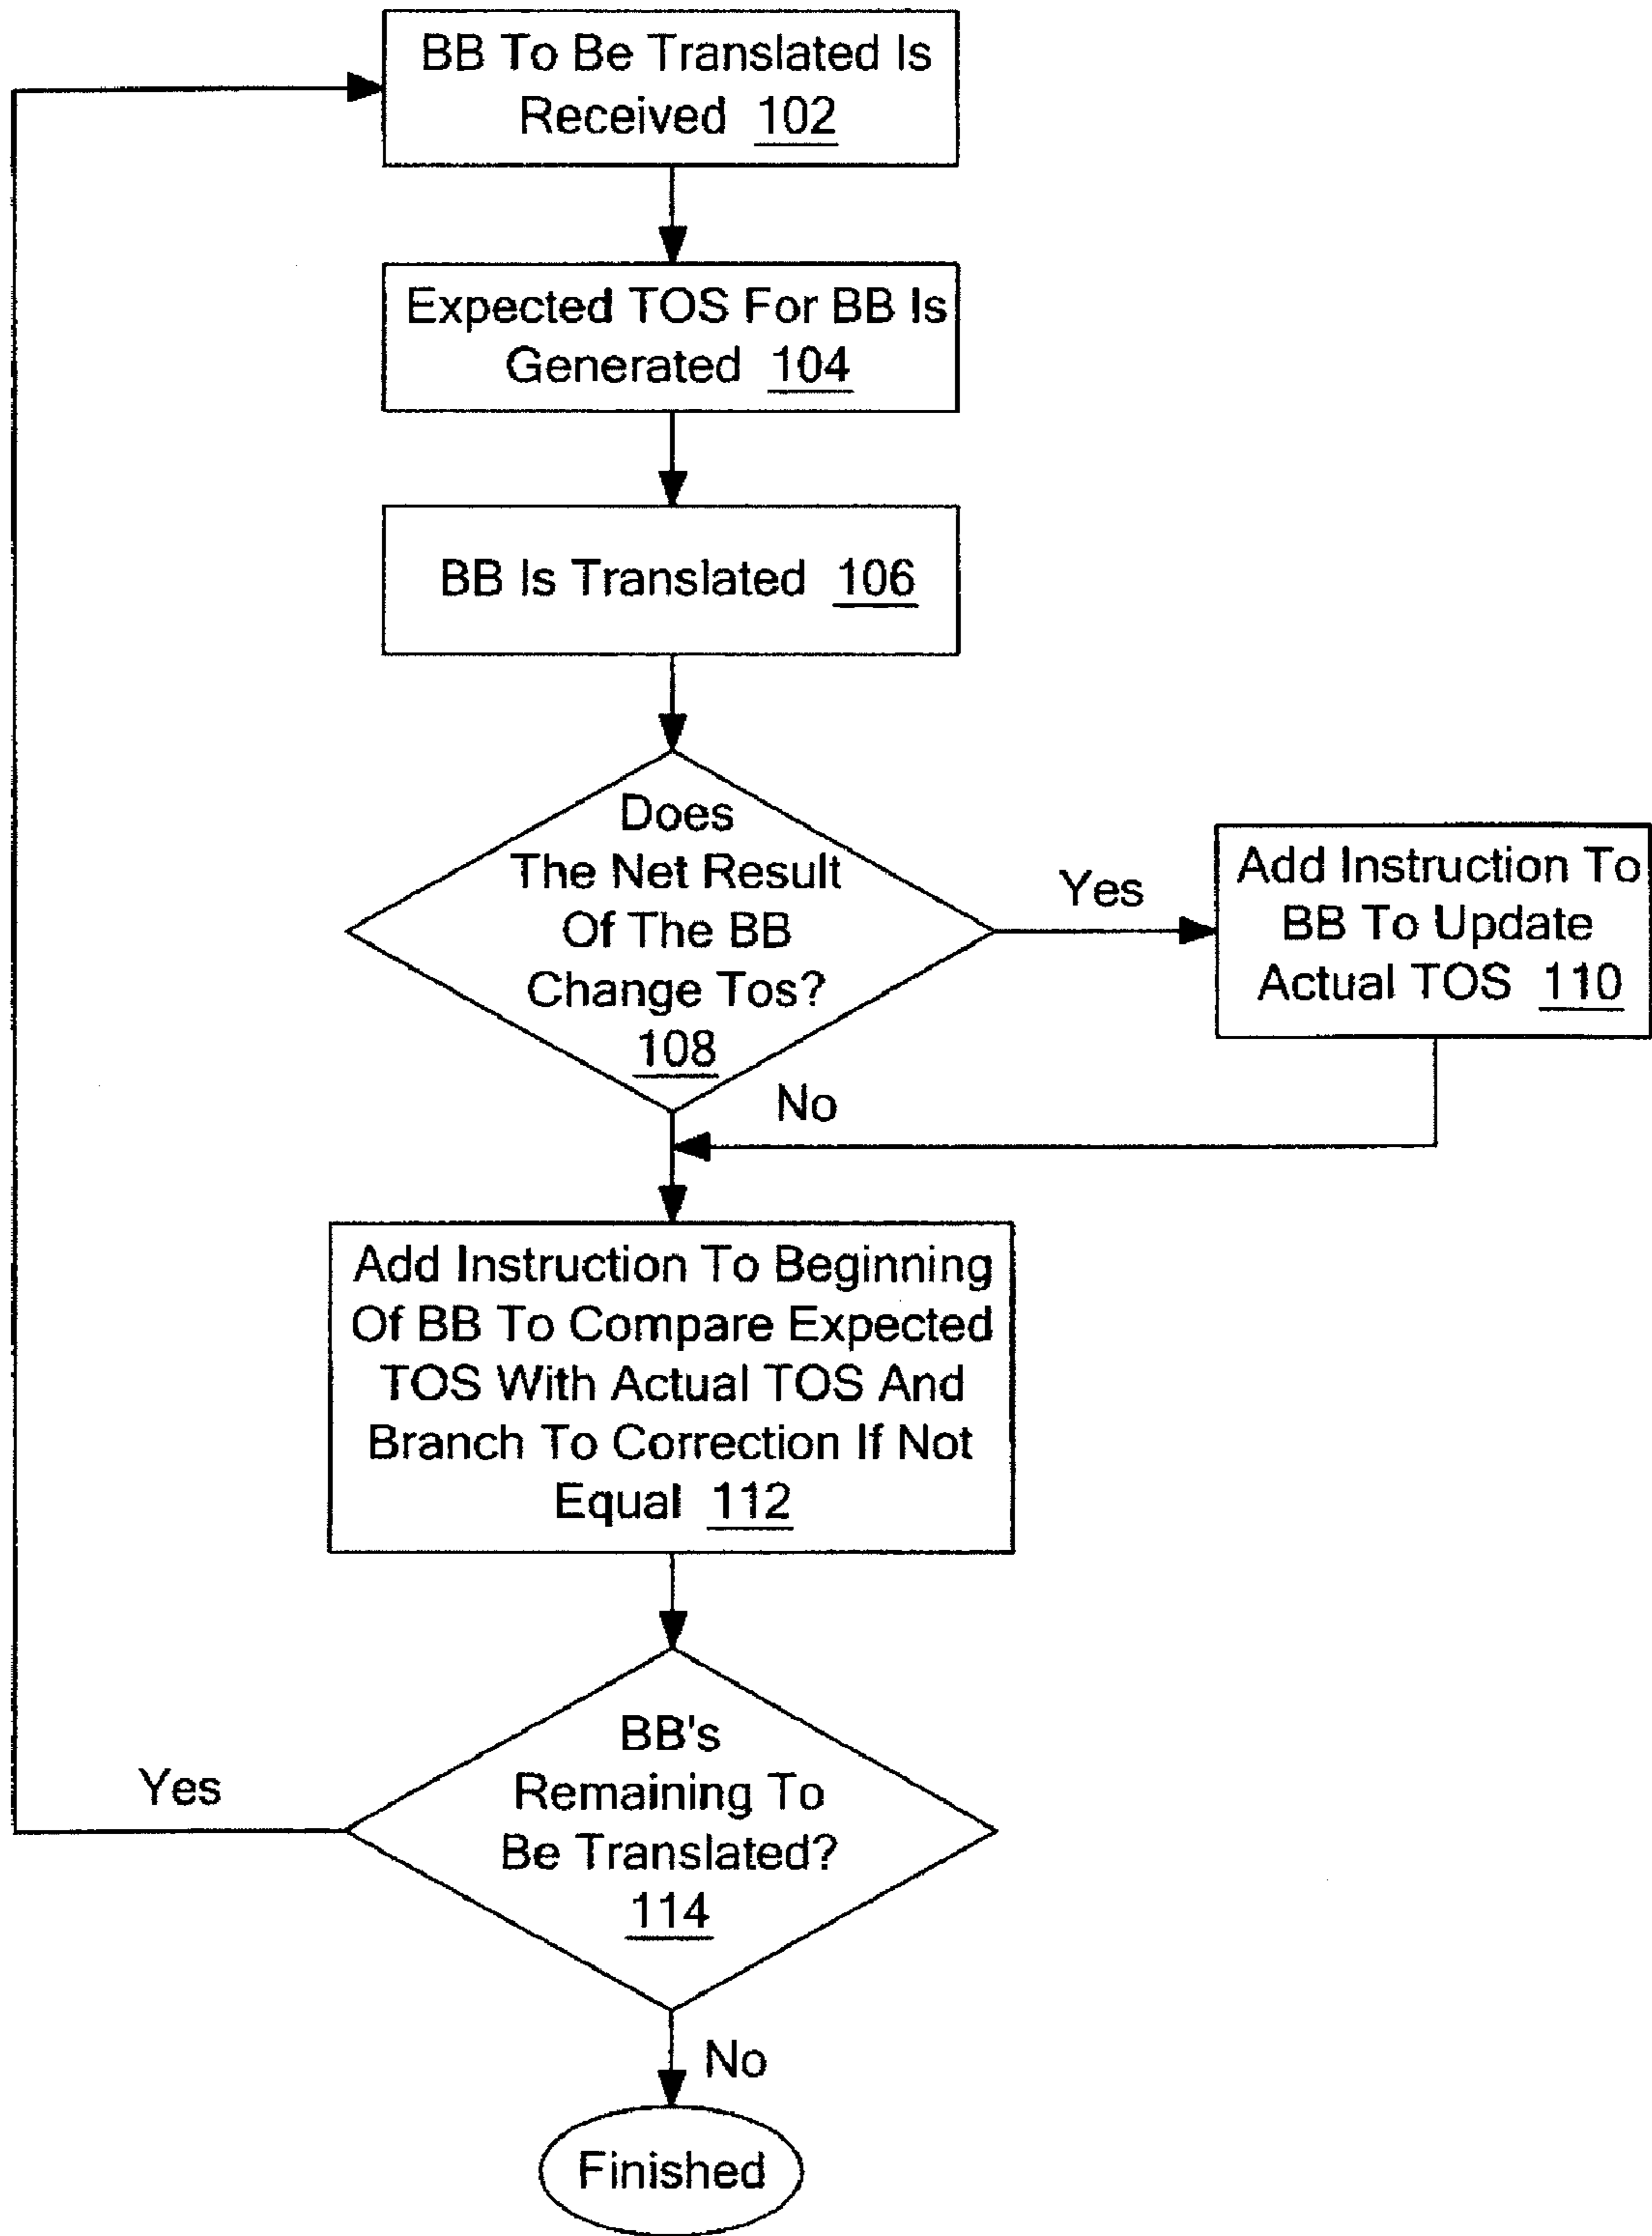 BB To Be Translated Is
Received 102
Expected TOS For BB Is
Generated 104
BB Is Translated 106
Does
The Net Result
Of The BB
Change Tos?
108
Yes
Add Instruction To
BB To Update
Actual TOS 110
No
Add Instruction To Beginning
Of BB To Compare Expected
TOS With Actual TOS And
Branch To Correction If Not
Equal 112
BB's
Remaining To
Be Translated?
114
Yes
No
Finished